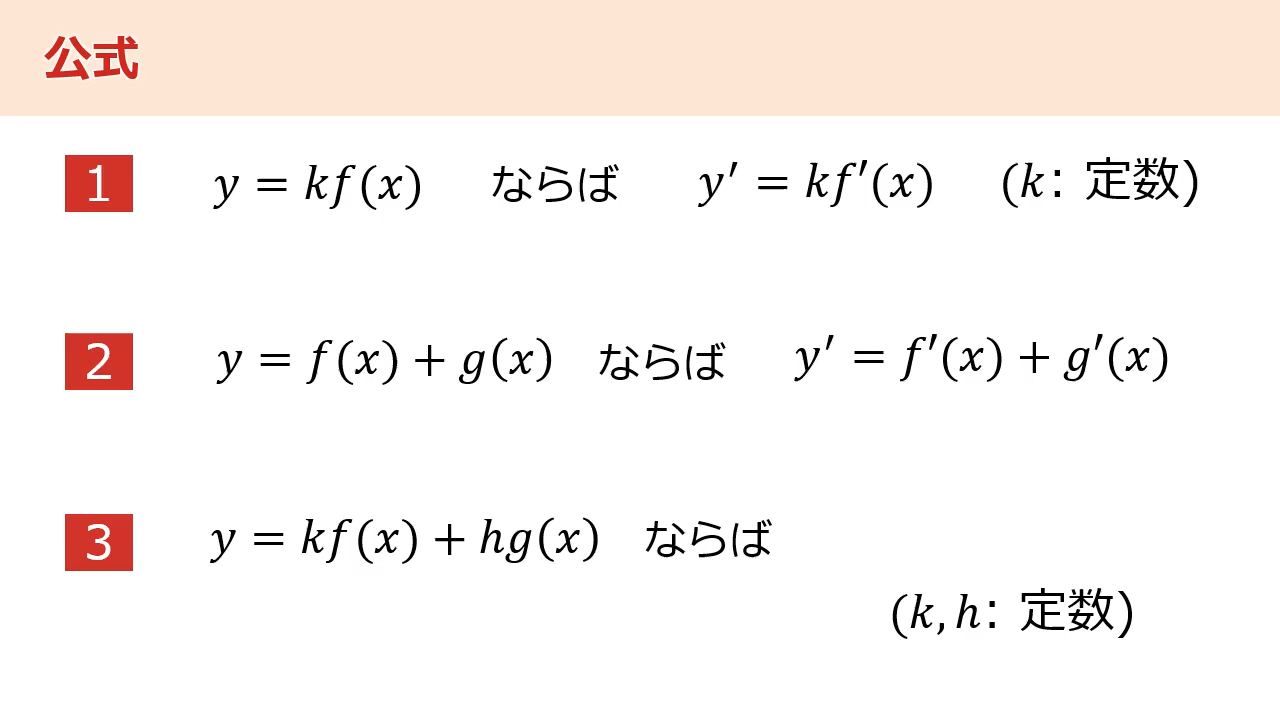 公式
1 y = kf(x) ならば y′ = kf′(x) (k: 定数)
2 y = f(x) + g(x) ならば y′ = f′(x) + g′(x)
3 y = kf(x) + hg(x) ならば
(k, h: 定数)